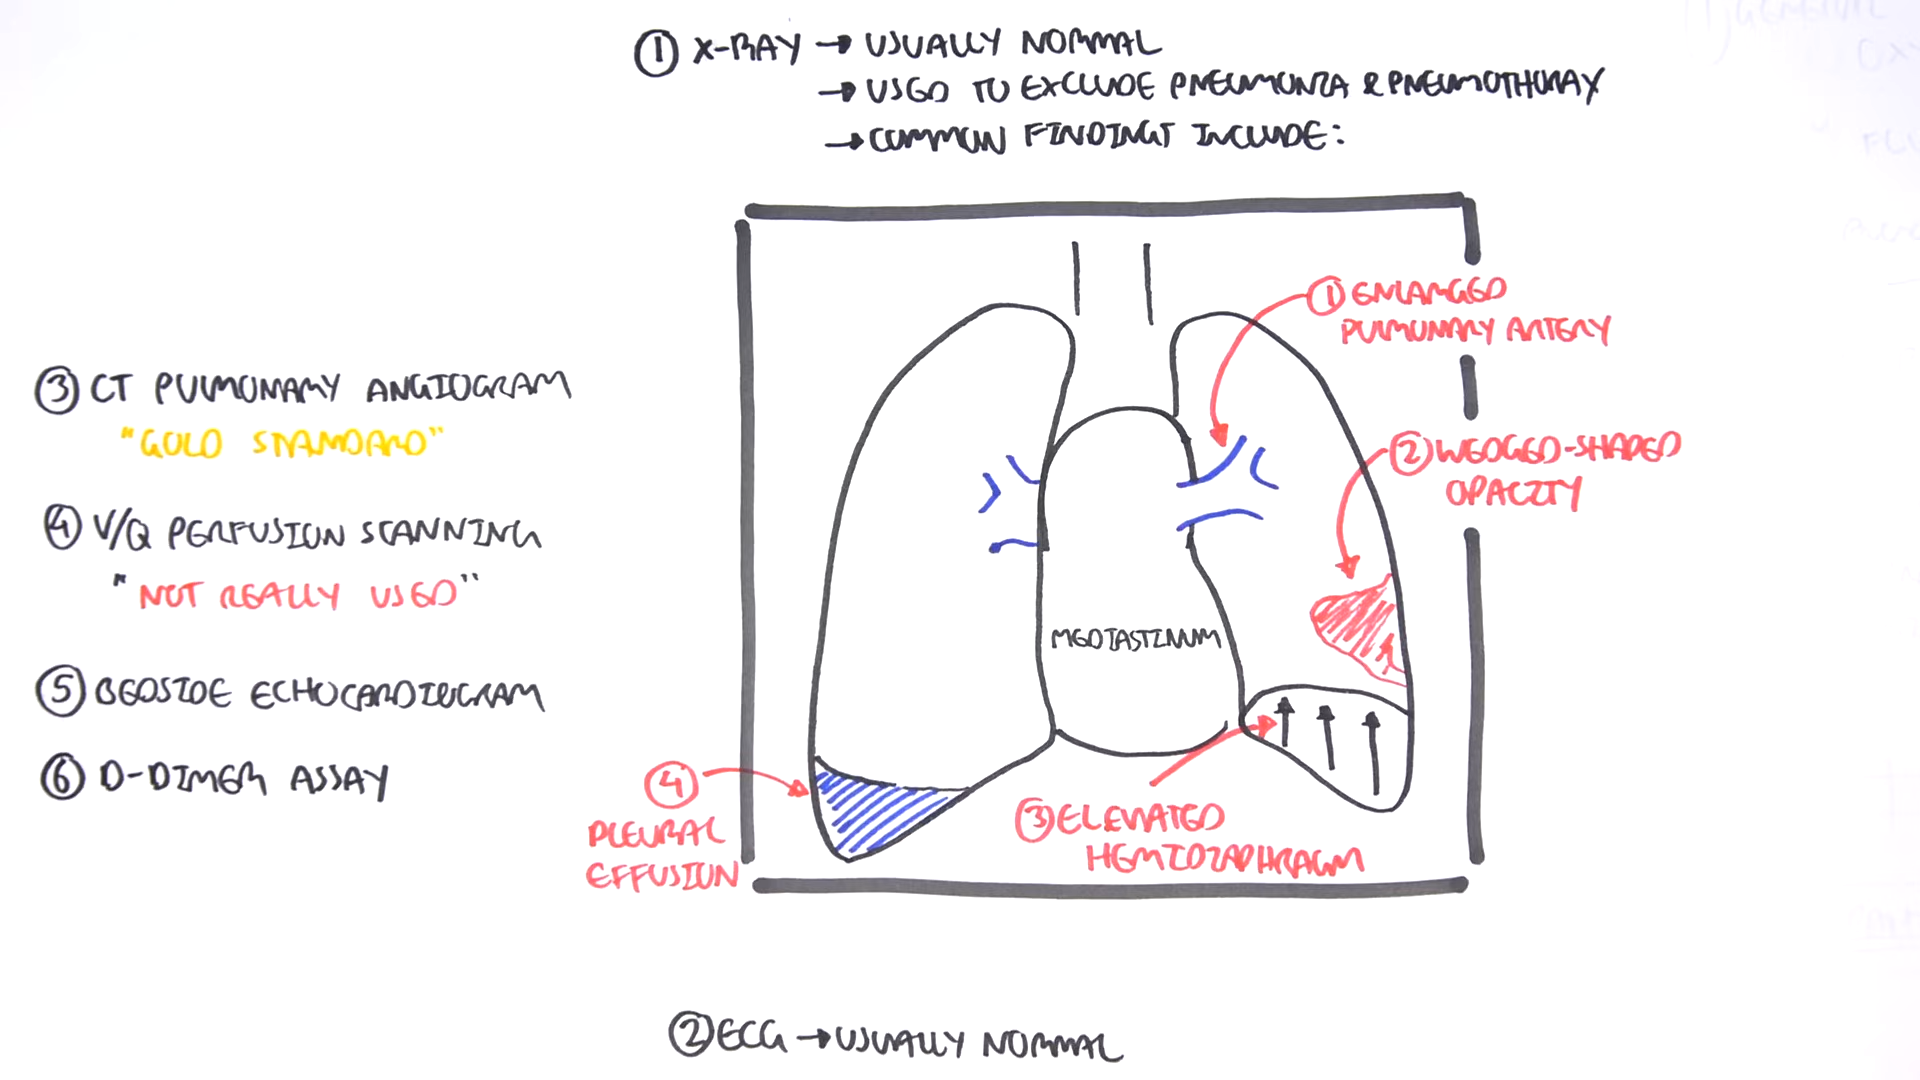 ① X-RAY → USUALLY NORMAL
→ USED TO EXCLUDE PNEUMONIA & PNEUMOTHORAX
→ COMMON FINDINGS INCLUDE:
① ENLARGED
PULMONARY ARTERY
③ CT PULMONARY ANGIOGRAM
"GOLD STANDARD"
② WEDGED-SHAPED
OPACITY
④ V/Q PERFUSION SCANNING
"NOT REALLY USED"
MEDIASTINUM
⑤ BEDSIDE ECHOCARDIOGRAM
⑥ D-DIMER ASSAY
④
PLEURAL
EFFUSION
③ ELEVATED
HEMIDIAPHRAGM
② ECG → USUALLY NORMAL